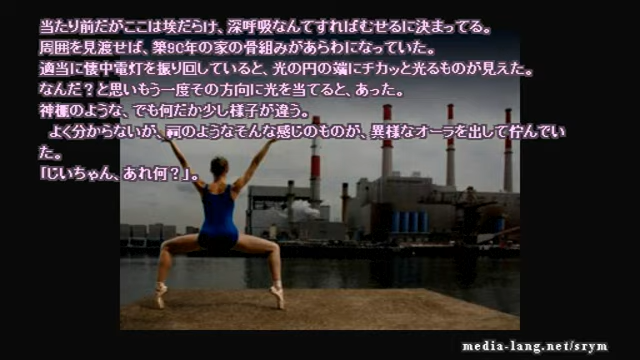 当たり前だがここは埃だらけ、深呼吸なんてすればむせるに決まってる。
周囲を見渡せば、築90年の家の骨組みがあらわになっていた。
適当に懐中電灯を振り回していると、光の円の端にチカッと光るものが見えた。
なんだ？と思いもう一度その方向に光を当てると、あった。
神棚のような、でも何だか少し様子が違う。
よく分からないが、祠のようなそんな感じのものが、異様なオーラを出して佇んでい
た。
「じいちゃん、あれ何？」。
media-lang.net/srym